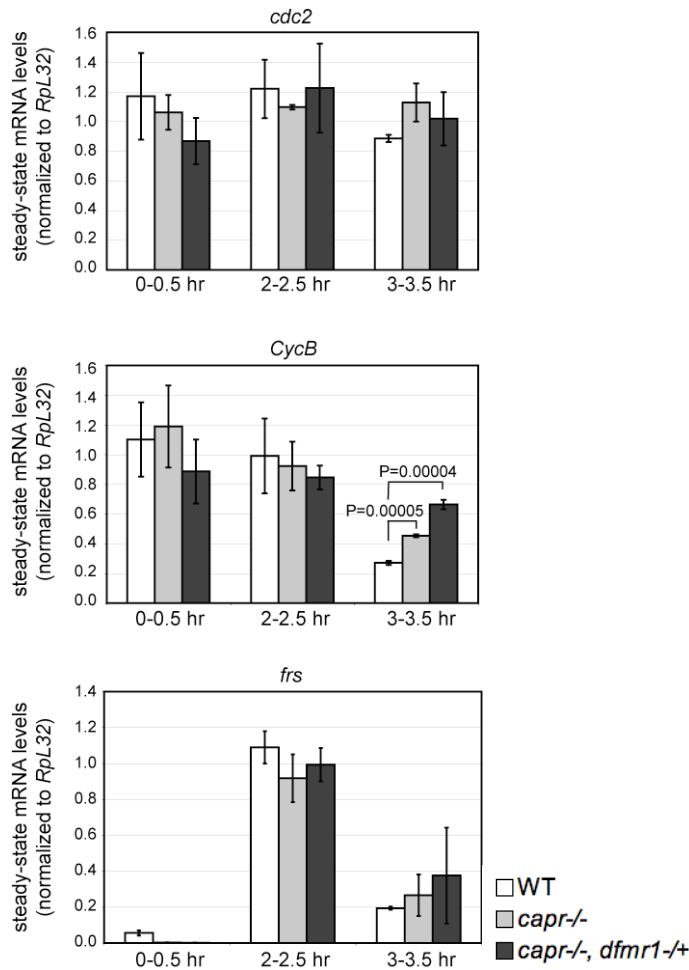 cdc2
steady-state mRNA levels
(normalized to RpL32)
1.6
1.4
1.2
1.0
0.8
0.6
0.4
0.2
0.0
0-0.5 hr 2-2.5 hr 3-3.5 hr
CycB
steady-state mRNA levels
(normalized to RpL32)
1.6
1.4
1.2
1.0
0.8
0.6
0.4
0.2
0.0
P=0.00004
P=0.00005
0-0.5 hr 2-2.5 hr 3-3.5 hr
frs
steady-state mRNA levels
(normalized to RpL32)
1.4
1.2
1.0
0.8
0.6
0.4
0.2
0.0
0-0.5 hr 2-2.5 hr 3-3.5 hr
WT
capr-/-
capr-/-, dfmr1-/+